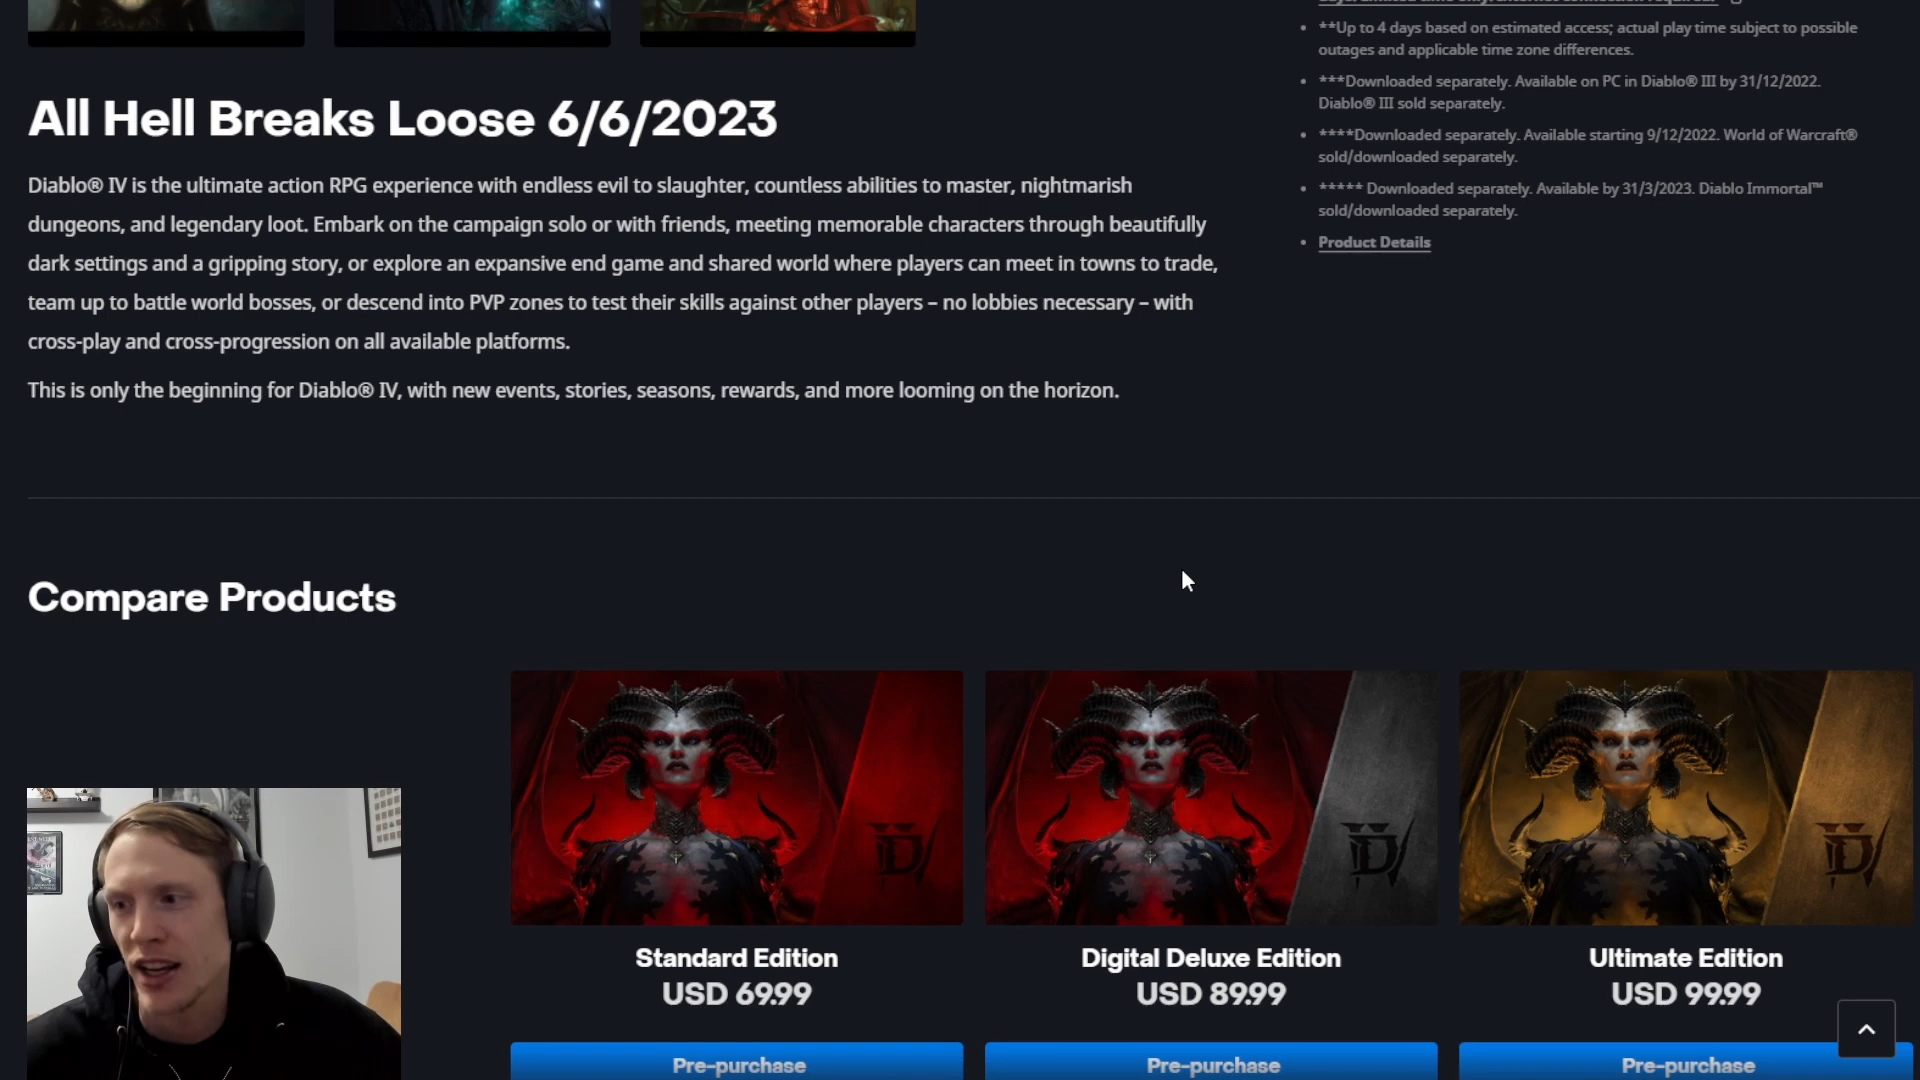 **Up to 4 days based on estimated access; actual play time subject to possible
outages and applicable time zone differences.
***Downloaded separately. Available on PC in Diablo® III by 31/12/2022.
Diablo® III sold separately.
****Downloaded separately. Available starting 9/12/2022. World of Warcraft®
sold/downloaded separately.
***** Downloaded separately. Available by 31/3/2023. Diablo Immortal™
sold/downloaded separately.
Product Details
All Hell Breaks Loose 6/6/2023
Diablo® IV is the ultimate action RPG experience with endless evil to slaughter, countless abilities to master, nightmarish
dungeons, and legendary loot. Embark on the campaign solo or with friends, meeting memorable characters through beautifully
dark settings and a gripping story, or explore an expansive end game and shared world where players can meet in towns to trade,
team up to battle world bosses, or descend into PVP zones to test their skills against other players – no lobbies necessary – with
cross-play and cross-progression on all available platforms.
This is only the beginning for Diablo® IV, with new events, stories, seasons, rewards, and more looming on the horizon.
Compare Products
Standard Edition
USD 69.99
Pre-purchase
Digital Deluxe Edition
USD 89.99
Pre-purchase
Ultimate Edition
USD 99.99
Pre-purchase